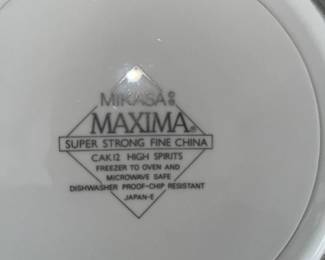 MIKASA
MAXIMA®
SUPER STRONG FINE CHINA
CAK12 HIGH SPIRITS
FREEZER TO OVEN AND
MICROWAVE SAFE
DISHWASHER PROOF-CHIP RESISTANT
JAPAN-E